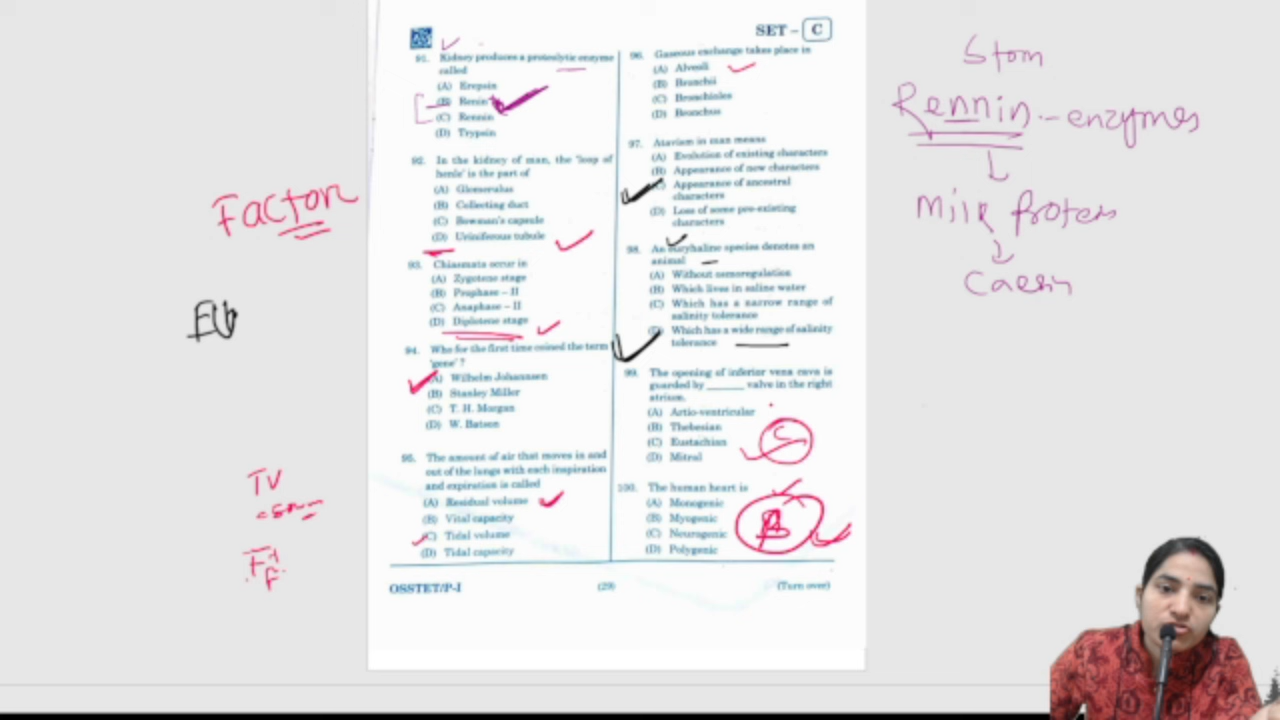 SET – C
91. Kidney produces a proteolytic enzyme
called
(A) Erepsin
(B) Renin
(C) Rennin
(D) Trypsin
92. In the kidney of man, the 'loop of
henle' is the part of
(A) Glomerulus
(B) Collecting duct
(C) Bowman's capsule
(D) Uriniferous tubule
93. Chiasmata occur in
(A) Zygotene stage
(B) Prophase – II
(C) Anaphase – II
(D) Diplotene stage
94. Who for the first time coined the term
'gene' ?
(A) Wilhelm Johannsen
(B) Stanley Miller
(C) T. H. Morgan
(D) W. Batson
95. The amount of air that moves in and
out of the lungs with each inspiration
and expiration is called
(A) Residual volume
(B) Vital capacity
(C) Tidal volume
(D) Tidal capacity
96. Gaseous exchange takes place in
(A) Alveoli
(B) Bronchii
(C) Bronchioles
(D) Bronchus
97. Atavism in man means
(A) Evolution of existing characters
(B) Appearance of new characters
Appearance of ancestral
characters
(D) Loss of some pre-existing
characters
98. An euryhaline species denotes an
animal
(A) Without osmoregulation
(B) Which lives in saline water
(C) Which has a narrow range of
salinity tolerance
(D) Which has a wide range of salinity
tolerance
99. The opening of inferior vena cava is
guarded by ______ valve in the right
atrium.
(A) Artio-ventricular
(B) Thebesian
(C) Eustachian
(D) Mitral
C
100. The human heart is
(A) Monogenic
(B) Myogenic
(C) Neurogenic
(D) Polygenic
B
OSSTET/P-I (29) (Turn over)
Factor
TV
Stom
Rennin – enzymes
Milk protein